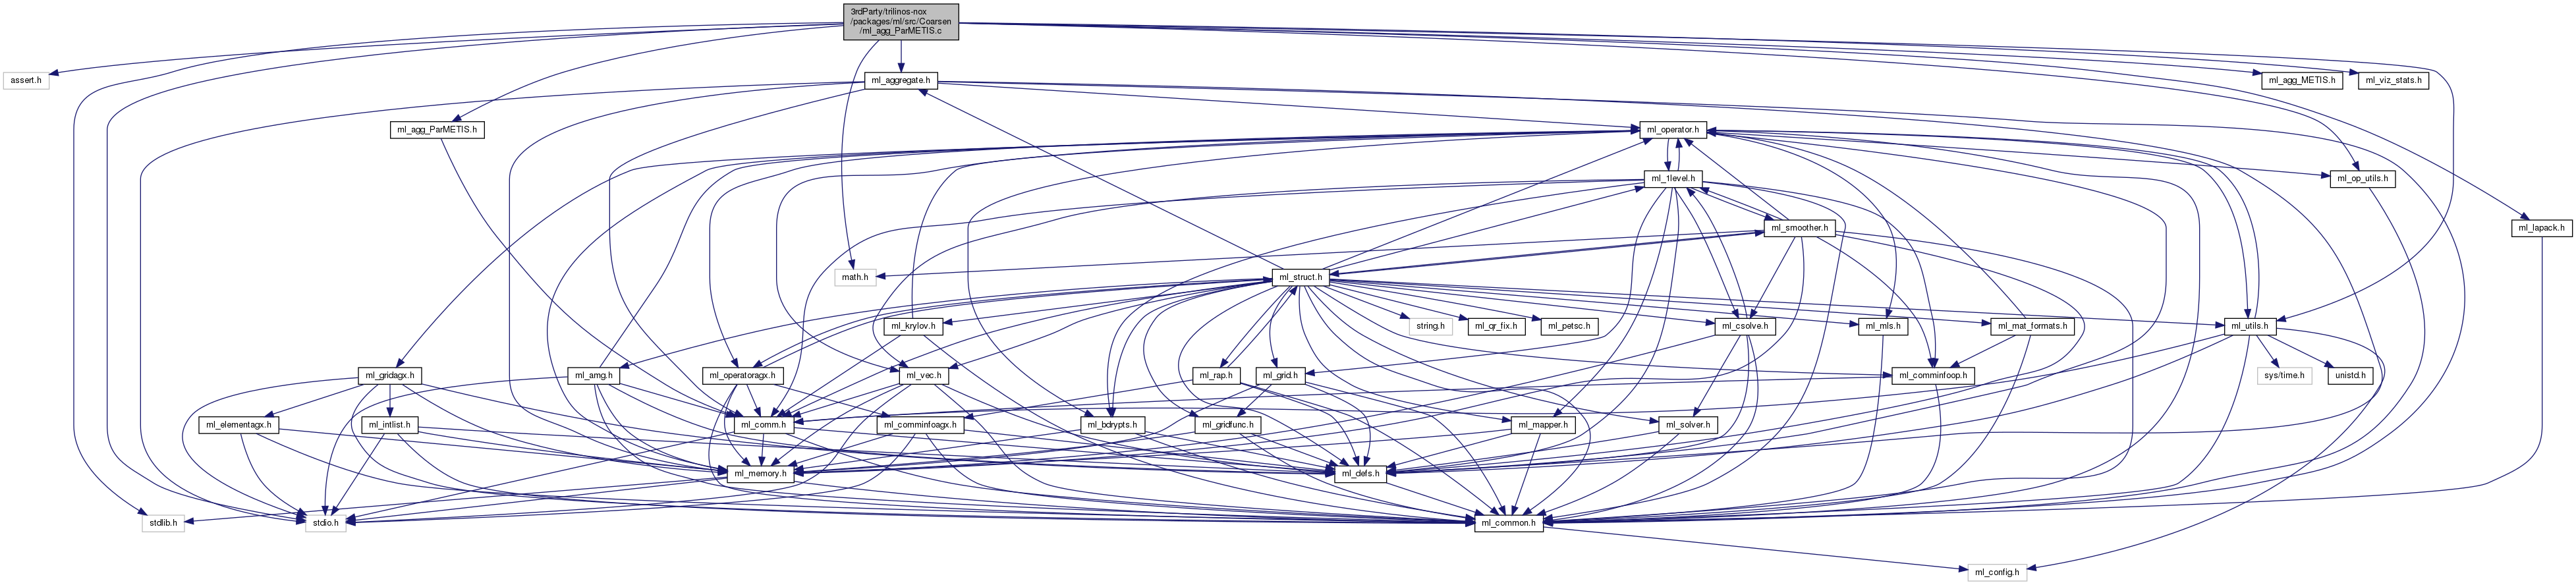 3rdParty/trilinos-nox
/packages/ml/src/Coarsen
/ml_agg_ParMETIS.c
assert.h
ml_aggregate.h
ml_agg_METIS.h
ml_viz_stats.h
ml_agg_ParMETIS.h
ml_operator.h
ml_1level.h
ml_op_utils.h
ml_smoother.h
ml_lapack.h
math.h
ml_struct.h
ml_krylov.h
string.h
ml_qr_fix.h
ml_petsc.h
ml_csolve.h
ml_mls.h
ml_mat_formats.h
ml_utils.h
ml_gridagx.h
ml_amg.h
ml_operatoragx.h
ml_vec.h
ml_rap.h
ml_grid.h
ml_comminfoop.h
sys/time.h
unistd.h
ml_elementagx.h
ml_intlist.h
ml_comm.h
ml_comminfoagx.h
ml_bdrypts.h
ml_gridfunc.h
ml_mapper.h
ml_solver.h
ml_memory.h
ml_defs.h
stdlib.h
stdio.h
ml_common.h
ml_config.h